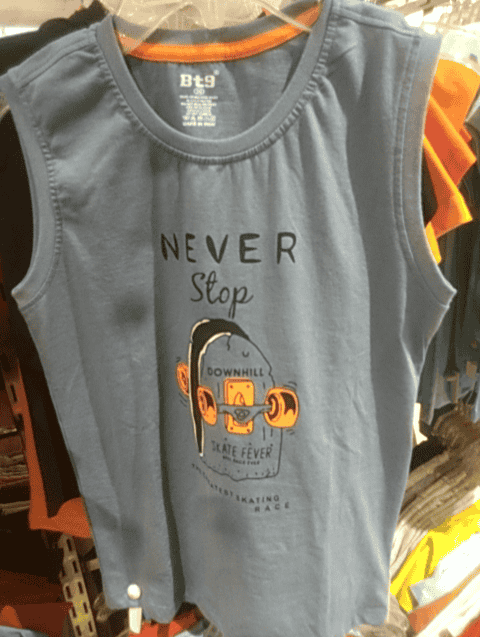 Bt9
NEVER
Stop
DOWNHILL
SKATE FEVER
SKATING
RACE